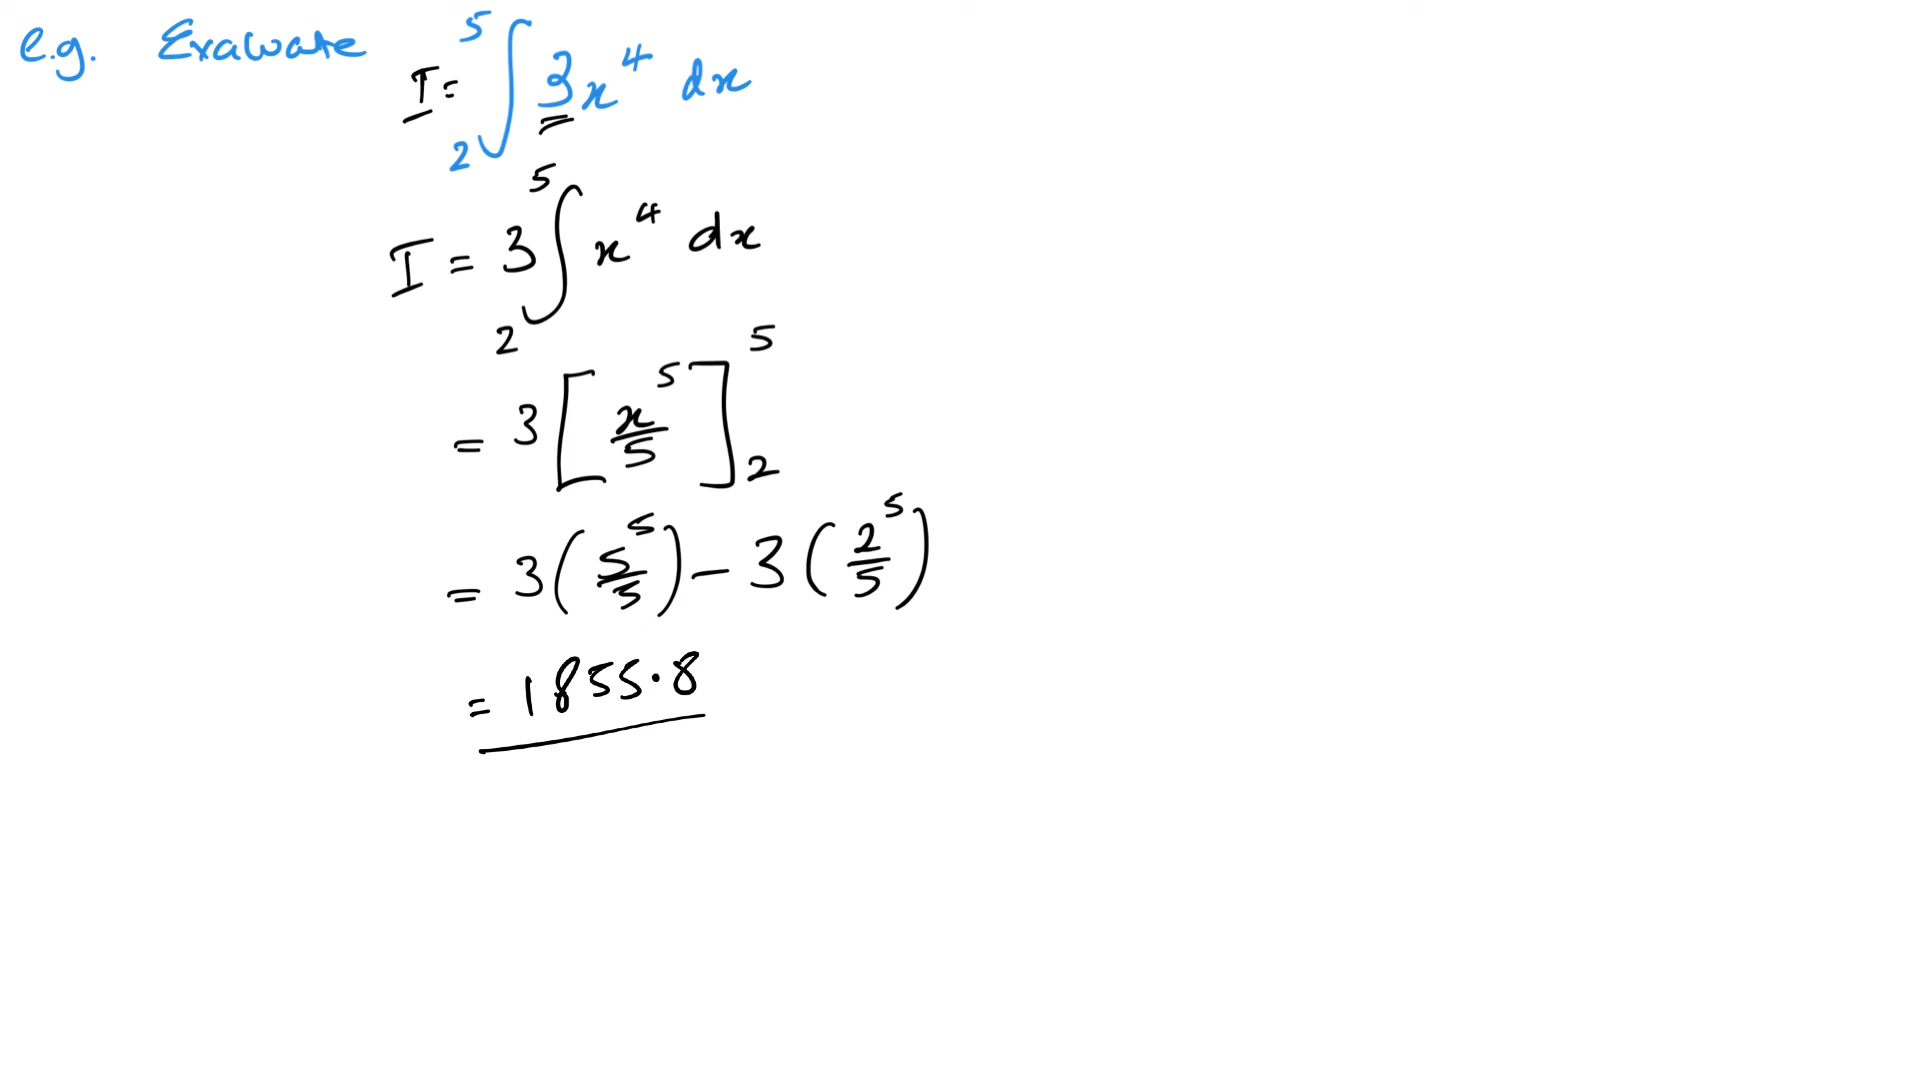 e.g. Evaluate I = ∫₂⁵ 3x⁴ dx
I = 3 ∫₂⁵ x⁴ dx
= 3 [x⁵/5]₂⁵
= 3(5⁵/5) − 3(2⁵/5)
= 1855.8